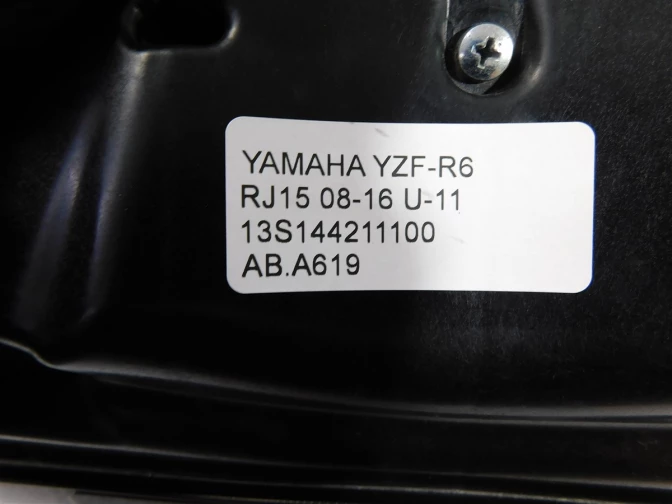 YAMAHA YZF-R6
RJ15 08-16 U-11
13S144211100
AB.A619